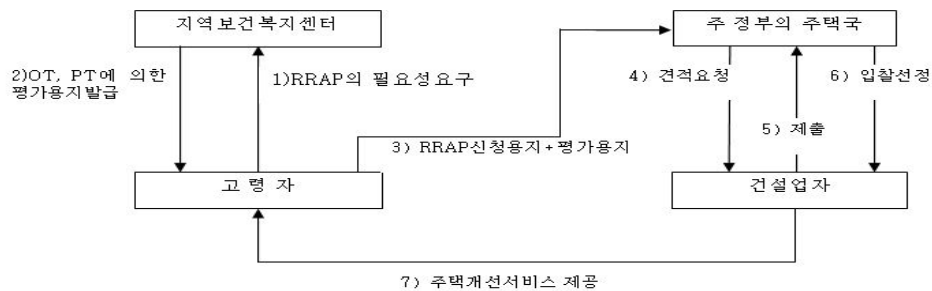 지역보건복지센터
주 정부의 주택국
2)OT, PT에 의한
평가용지발급
1)RRAP의 필요성요구
4) 견적요청
6) 입찰선정
5) 제출
3) RRAP신청용지+평가용지
고 령 자
건설업자
7) 주택개선서비스 제공